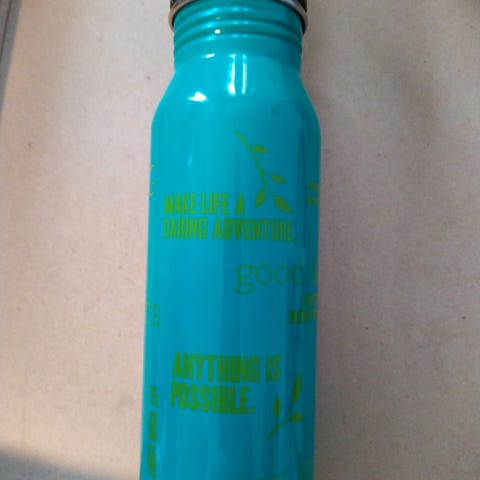 MAKE LIFE A
DARING ADVENTURE.
good
ANYTHING IS
POSSIBLE.